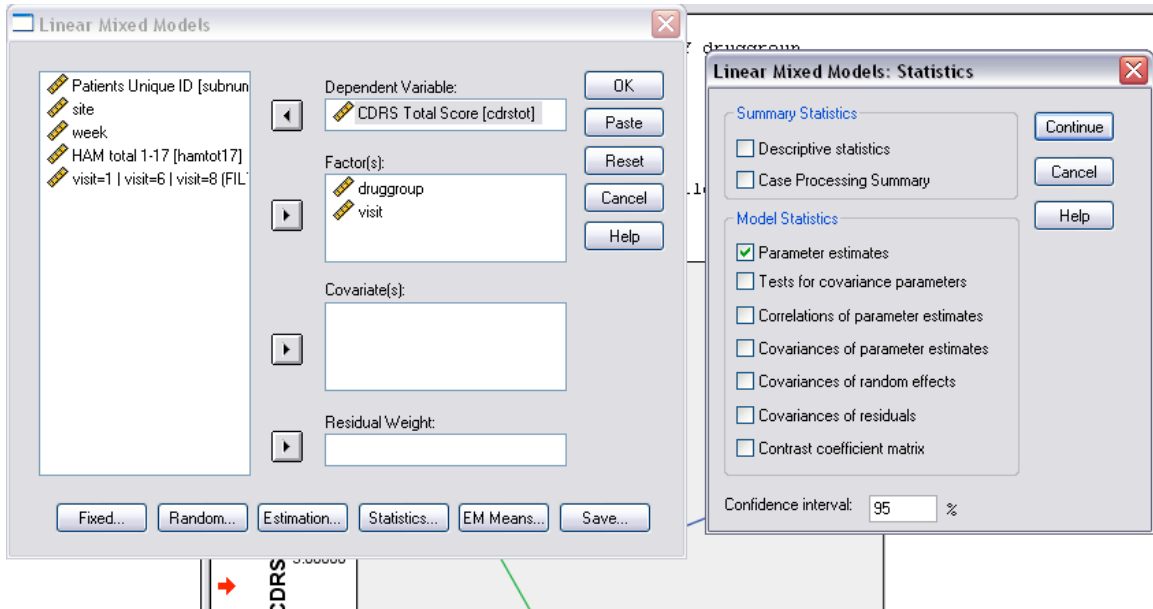 Linear Mixed Models
Patients Unique ID [subnun
site
week
HAM total 1-17 [hamtot17]
visit=1 | visit=6 | visit=8 (FIL
Dependent Variable:
CDRS Total Score [cdrstot]
Factor(s):
druggroup
visit
Covariate(s):
Residual Weight:
OK
Paste
Reset
Cancel
Help
Fixed...
Random...
Estimation...
Statistics...
EM Means...
Save...
druggroup
Linear Mixed Models: Statistics
Summary Statistics
Descriptive statistics
Case Processing Summary
Model Statistics
Parameter estimates
Tests for covariance parameters
Correlations of parameter estimates
Covariances of parameter estimates
Covariances of random effects
Covariances of residuals
Contrast coefficient matrix
Confidence interval: 95 %
Continue
Cancel
Help
CDRS